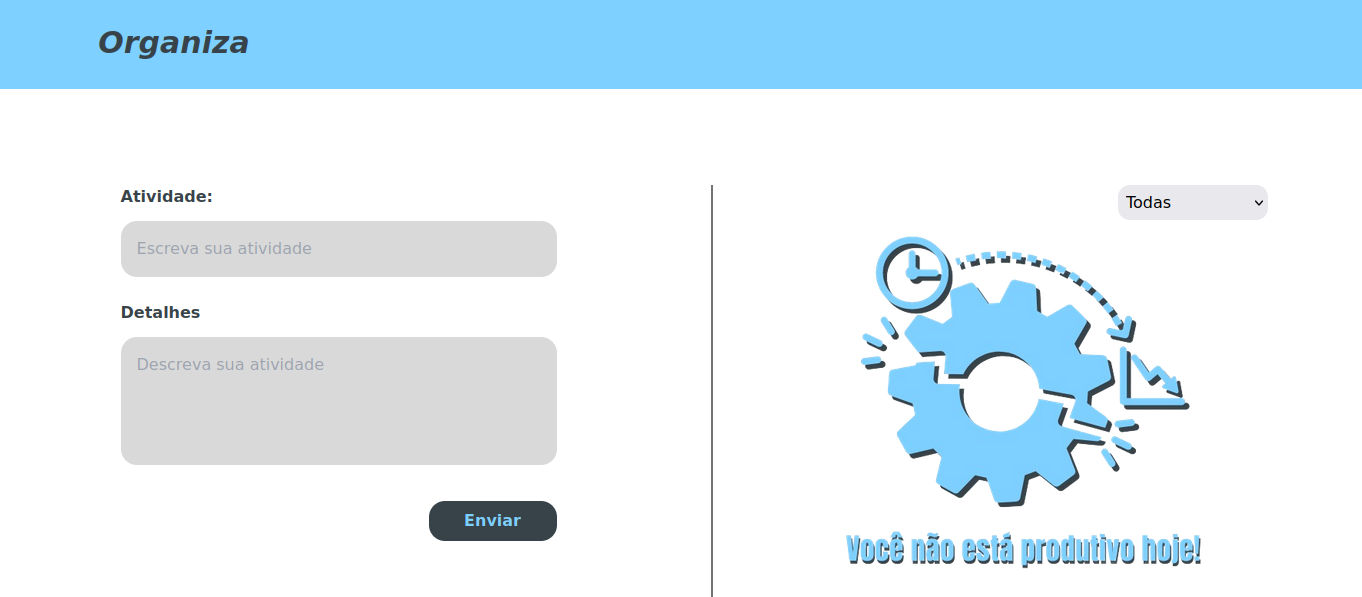 Organiza
Atividade:
Escreva sua atividade
Detalhes
Descreva sua atividade
Enviar
Todas
Você não está produtivo hoje!